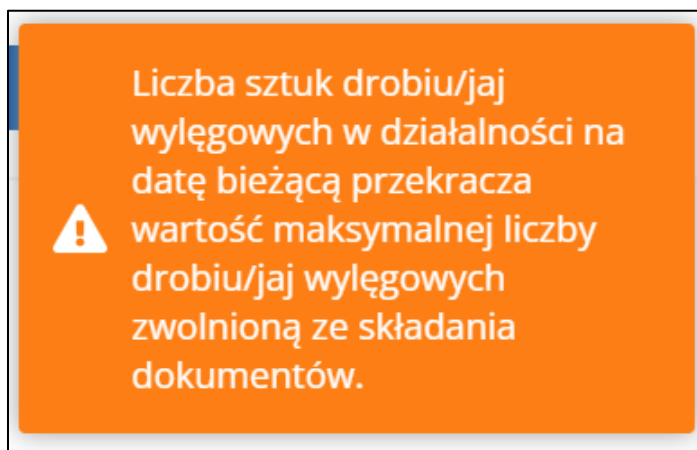 Liczba sztuk drobiu/jaj
wylęgowych w działalności na
datę bieżącą przekracza
wartość maksymalnej liczby
drobiu/jaj wylęgowych
zwolnioną ze składania
dokumentów.